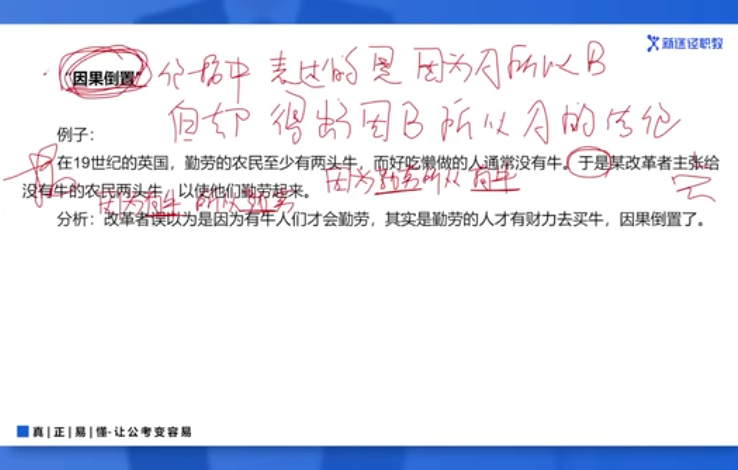 新途径职教
"因果倒置" 论据中 表达的是 因为A所以B
但却 得出因B所以A的结论
例子：
在19世纪的英国，勤劳的农民至少有两头牛，而好吃懒做的人通常没有牛。于是某改革者主张给
因为勤劳所以有牛
没有牛的农民两头牛，以使他们勤劳起来。
因为有牛 所以勤劳
分析：改革者误以为是因为有牛人们才会勤劳，其实是勤劳的人才有财力去买牛，因果倒置了。
真|正|易|懂-让公考变容易